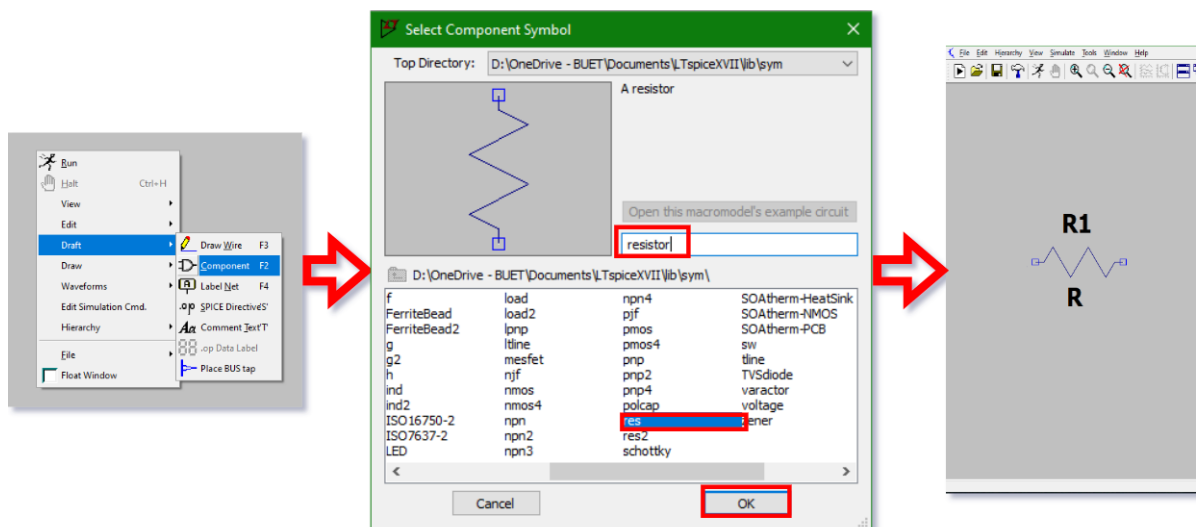 Run
Halt Ctrl+H
View
Edit
Draft
Draw
Waveforms
Edit Simulation Cmd.
Hierarchy
File
Float Window
Draw Wire F3
Component F2
Label Net F4
.op SPICE Directive'S'
Aa Comment Text'T'
.op Data Label
Place BUS tap
Select Component Symbol
Top Directory: D:\OneDrive - BUET\Documents\LTspiceXVII\lib\sym
A resistor
Open this macromodel's example circuit
resistor
D:\OneDrive - BUET\Documents\LTspiceXVII\lib\sym\
f load npn4 SOAtherm-HeatSink
FerriteBead load2 pjf SOAtherm-NMOS
FerriteBead2 lpnp pmos SOAtherm-PCB
g ltline pmos4 sw
g2 mesfet pnp tline
h njf pnp2 TVSdiode
ind nmos pnp4 varactor
ind2 nmos4 polcap voltage
ISO16750-2 npn res zener
ISO7637-2 npn2 res2
LED npn3 schottky
Cancel OK
File Edit Hierarchy View Simulate Tools Window Help
R1
R